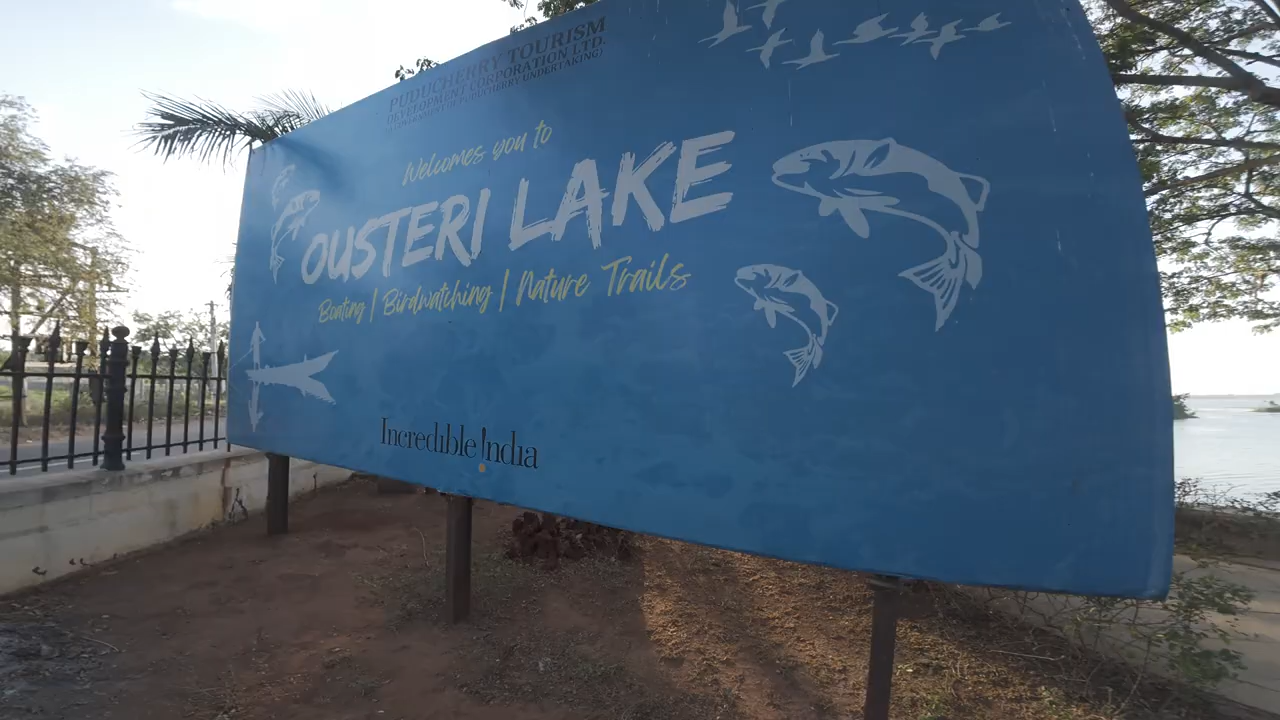 PUDUCHERRY TOURISM
DEVELOPMENT CORPORATION LTD.
(GOVERNMENT OF PUDUCHERRY UNDERTAKING)
Welcomes you to
OUSTERI LAKE
Boating | Birdwatching | Nature Trails
Incredible !ndia